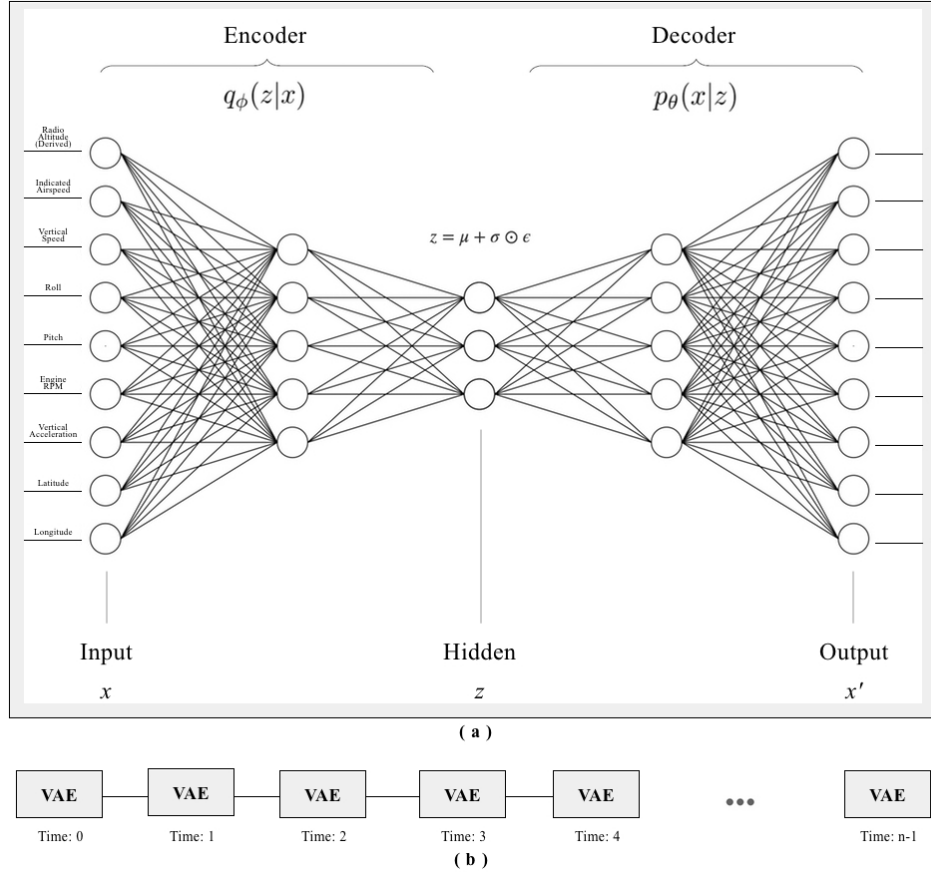 Encoder
Decoder
qϕ(z|x)
pθ(x|z)
Radio
Altitude
(Derived)
Indicated
Airspeed
Vertical
Speed
z = μ + σ ⊙ ϵ
Roll
Pitch
Engine
RPM
Vertical
Acceleration
Latitude
Longitude
Input
Hidden
Output
x
z
x′
( a )
VAE
VAE
VAE
VAE
VAE
•••
VAE
Time: 0
Time: 1
Time: 2
Time: 3
Time: 4
Time: n-1
( b )